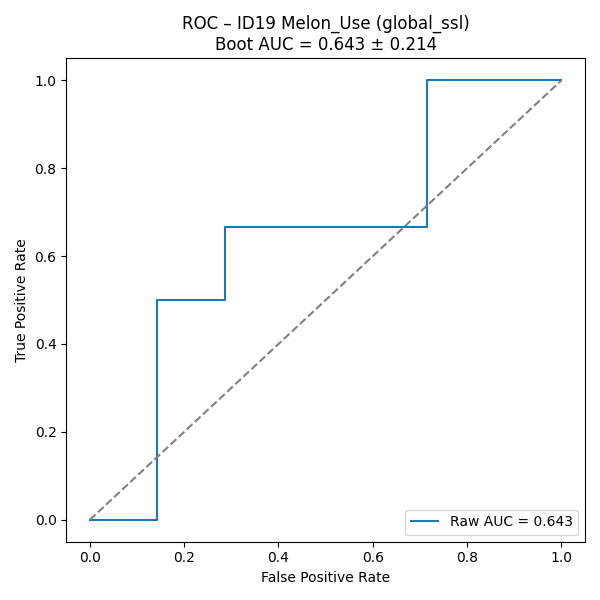 ROC – ID19 Melon_Use (global_ssl)
Boot AUC = 0.643 ± 0.214
1.0
0.8
0.6
0.4
0.2
0.0
True Positive Rate
Raw AUC = 0.643
0.0 0.2 0.4 0.6 0.8 1.0
False Positive Rate